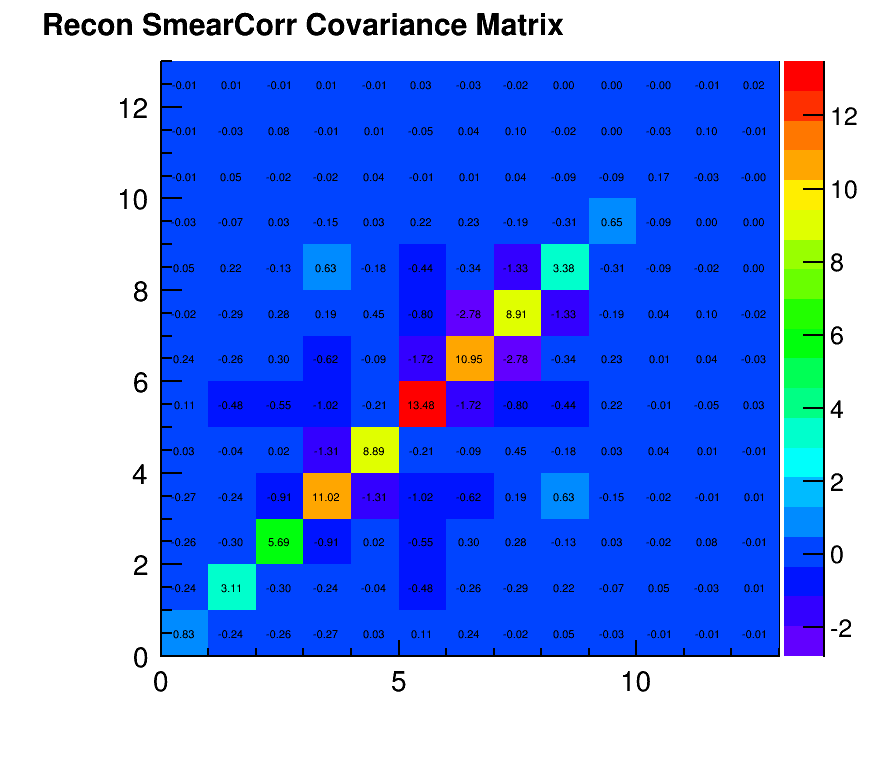 Recon SmearCorr Covariance Matrix
-0.01 0.01 -0.01 0.01 -0.01 0.03 -0.03 -0.02 0.00 0.00 -0.00 -0.01 0.02
12 12
-0.01 -0.03 0.08 -0.01 0.01 -0.05 0.04 0.10 -0.02 0.00 -0.03 0.10 -0.01
-0.01 0.05 -0.02 -0.02 0.04 -0.01 0.01 0.04 -0.09 -0.09 0.17 -0.03 -0.00
10 10
-0.03 -0.07 0.03 -0.15 0.03 0.22 0.23 -0.19 -0.31 0.65 -0.09 0.00 0.00
0.05 0.22 -0.13 0.63 -0.18 -0.44 -0.34 -1.33 3.38 -0.31 -0.09 -0.02 0.00
8 8
-0.02 -0.29 0.28 0.19 0.45 -0.80 -2.78 8.91 -1.33 -0.19 0.04 0.10 -0.02
0.24 -0.26 0.30 -0.62 -0.09 -1.72 10.95 -2.78 -0.34 0.23 0.01 0.04 -0.03
6 6
0.11 -0.48 -0.55 -1.02 -0.21 13.48 -1.72 -0.80 -0.44 0.22 -0.01 -0.05 0.03
0.03 -0.04 0.02 -1.31 8.89 -0.21 -0.09 0.45 -0.18 0.03 0.04 0.01 -0.01
4 4
-0.27 -0.24 -0.91 11.02 -1.31 -1.02 -0.62 0.19 0.63 -0.15 -0.02 -0.01 0.01
-0.26 -0.30 5.69 -0.91 0.02 -0.55 0.30 0.28 -0.13 0.03 -0.02 0.08 -0.01
2 2
-0.24 3.11 -0.30 -0.24 -0.04 -0.48 -0.26 -0.29 0.22 -0.07 0.05 -0.03 0.01
0.83 -0.24 -0.26 -0.27 0.03 0.11 0.24 -0.02 0.05 -0.03 -0.01 -0.01 -0.01
0 0
-2
0 5 10